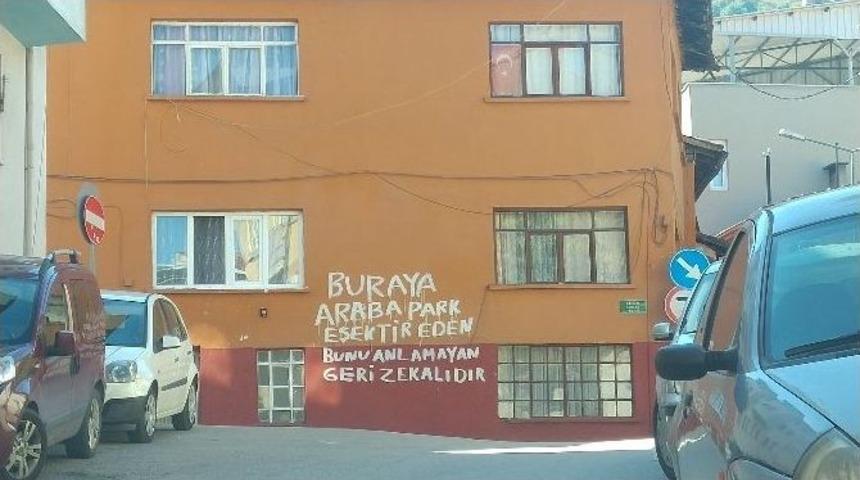 BURAYA
ARABA PARK
EŞEKTİR EDEN
BUNU ANLAMAYAN
GERİ ZEKALIDIR